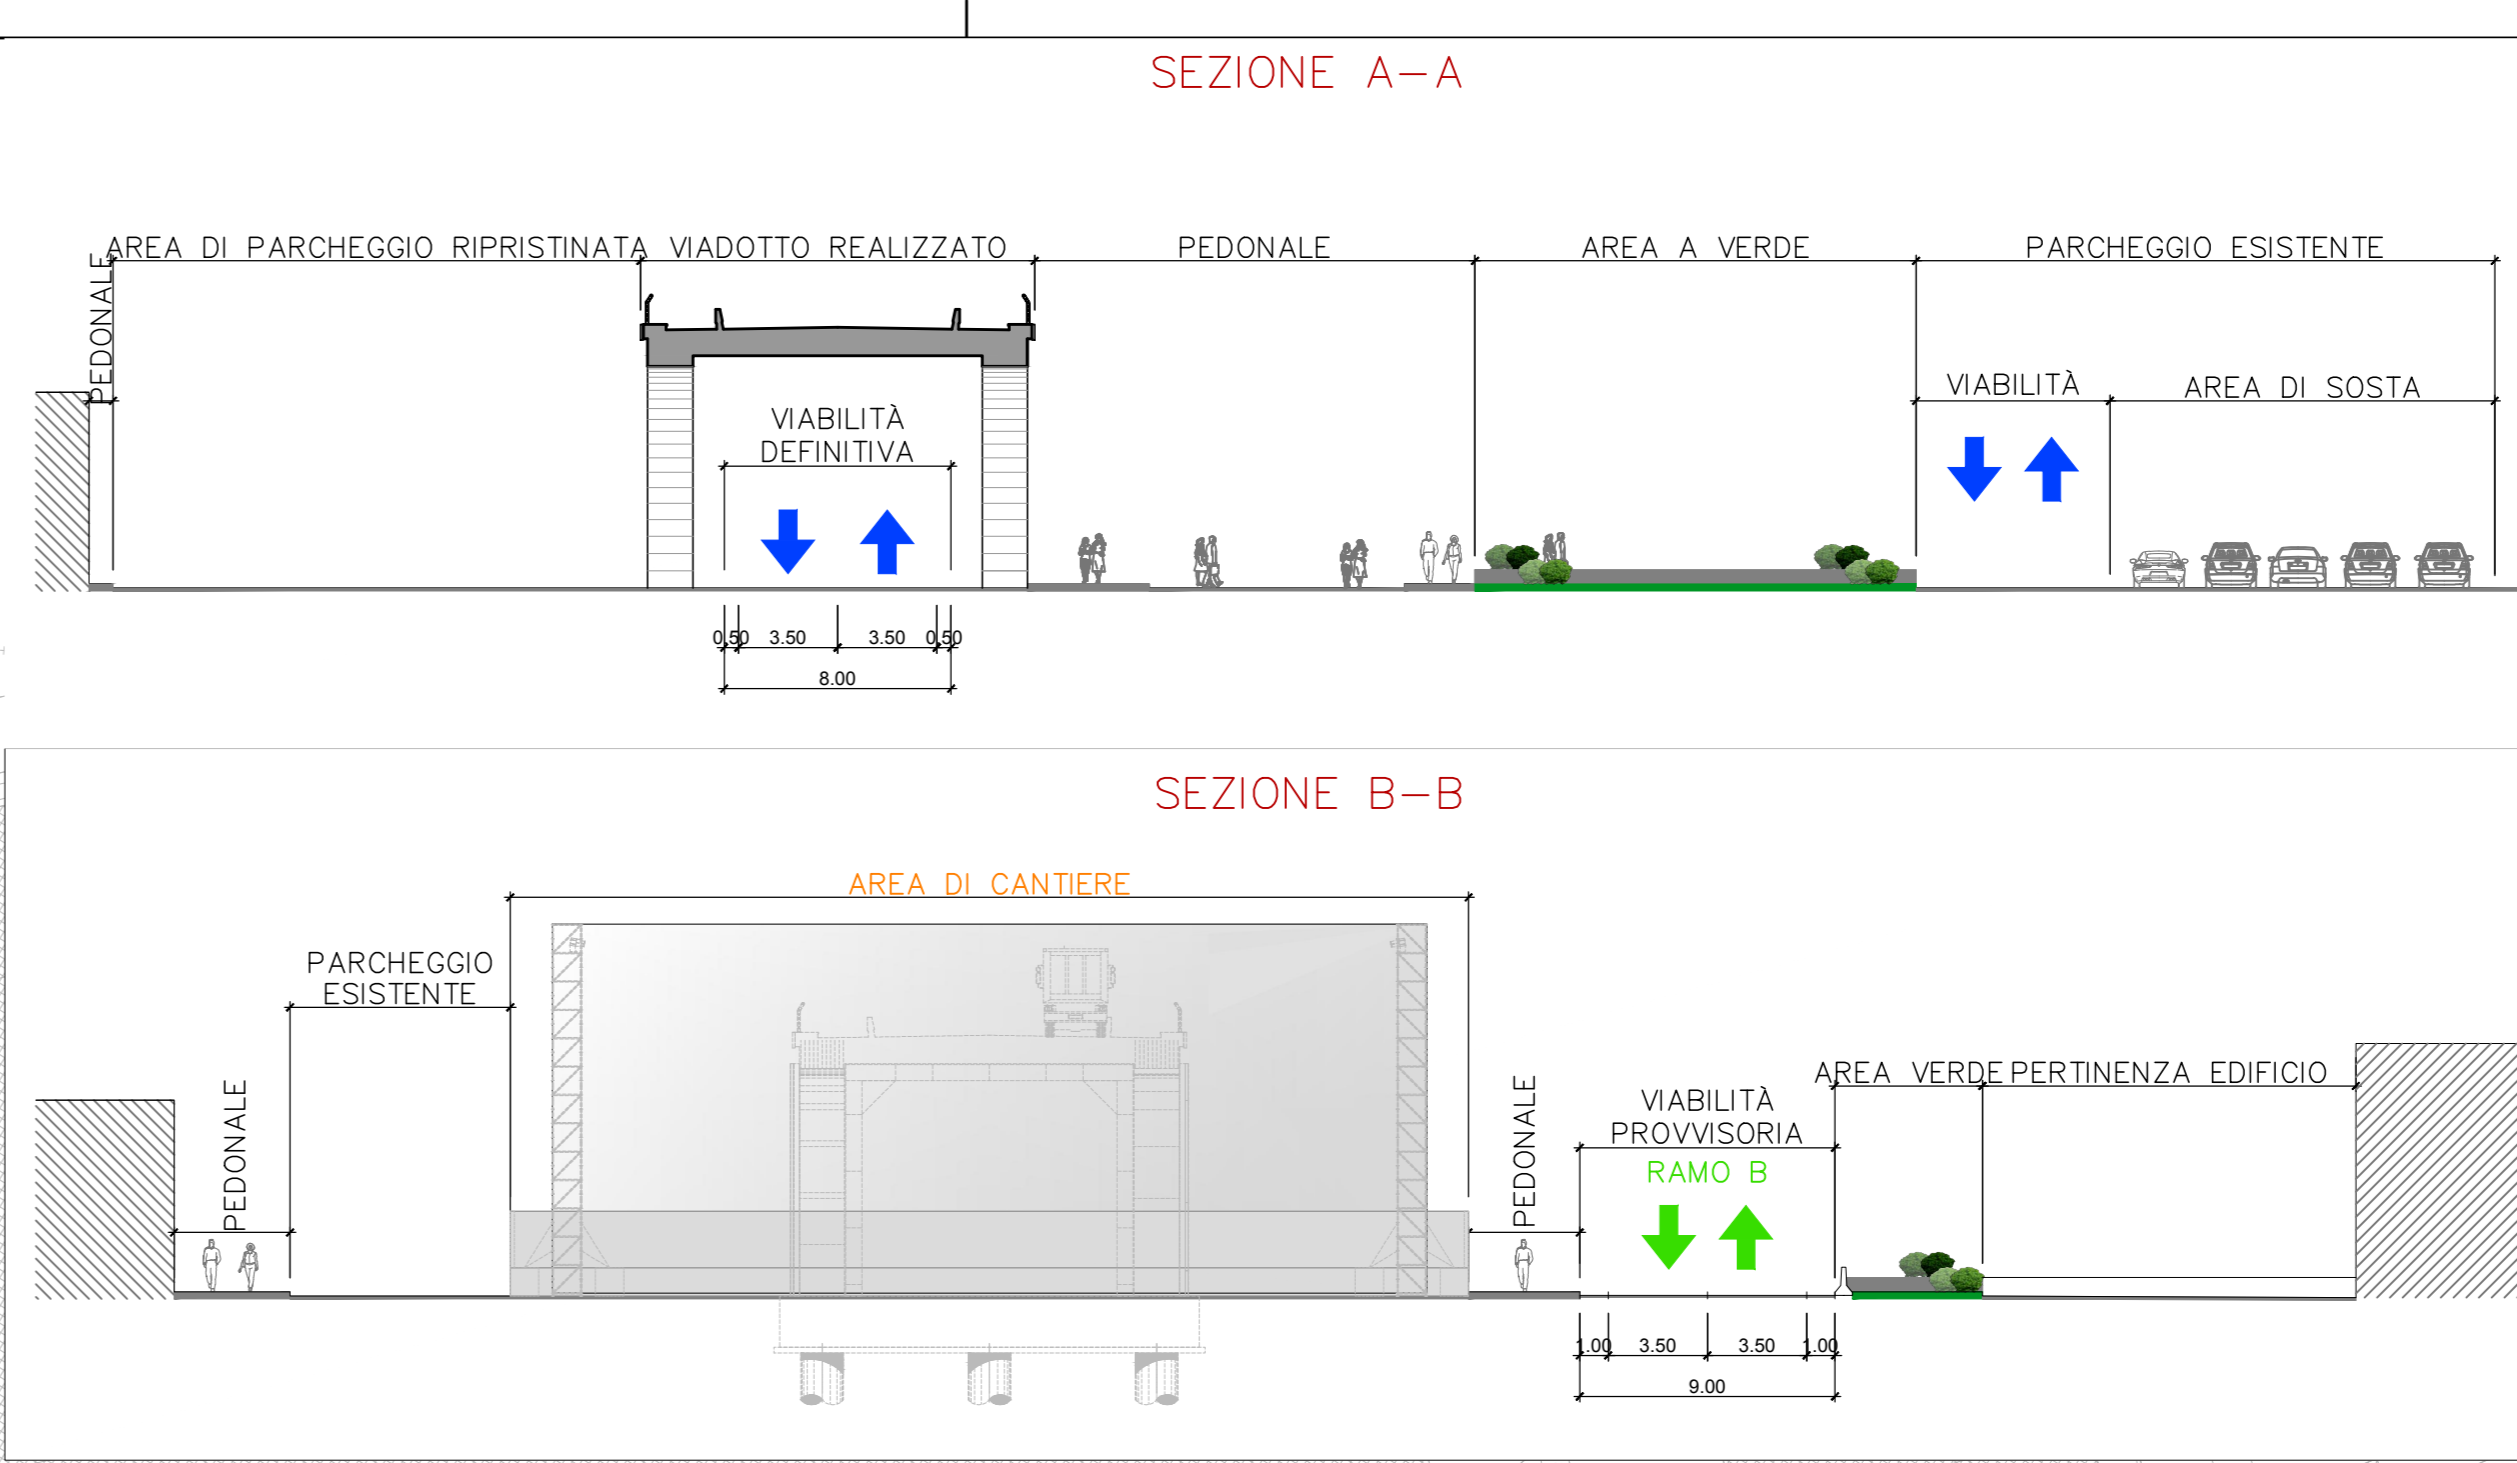 SEZIONE A-A
AREA DI PARCHEGGIO RIPRISTINATA
VIADOTTO REALIZZATO
PEDONALE
AREA A VERDE
PARCHEGGIO ESISTENTE
PEDONALE
VIABILITÀ
AREA DI SOSTA
VIABILITÀ
DEFINITIVA
0.50 3.50 3.50 0.50
8.00
SEZIONE B-B
AREA DI CANTIERE
PARCHEGGIO
ESISTENTE
PEDONALE
PEDONALE
VIABILITÀ
PROVVISORIA
RAMO B
AREA VERDE
PERTINENZA EDIFICIO
1.00 3.50 3.50 1.00
9.00